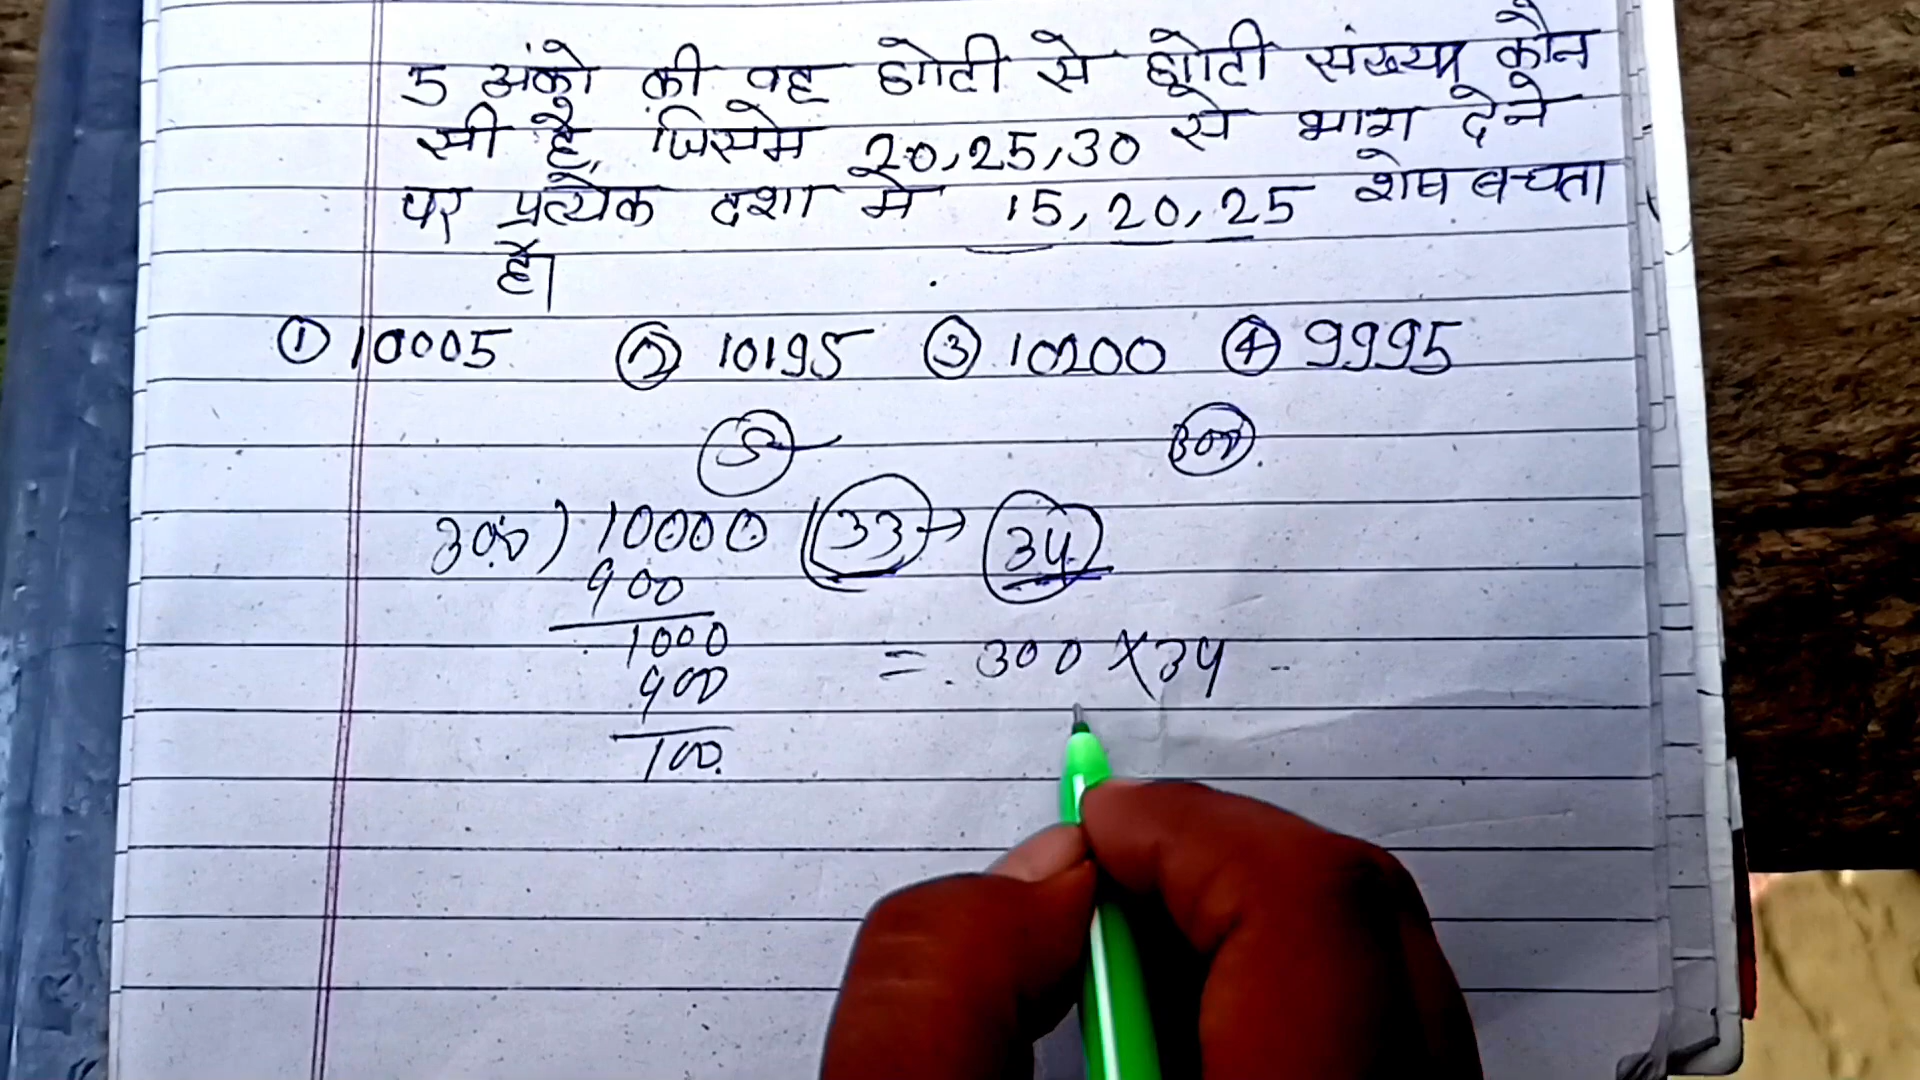 5 अंको की वह छोटी से छोटी संख्या कौन
सी है, जिसमे 20,25,30 से भाग देने
पर प्रत्येक दशा मे 15, 20, 25 शेष बचता
है।
① 10005 ② 10195 ③ 10200 ④ 9995
5 300
300 ) 10000 ( 33 → 34
900
1000 = 300 × 34
900
100